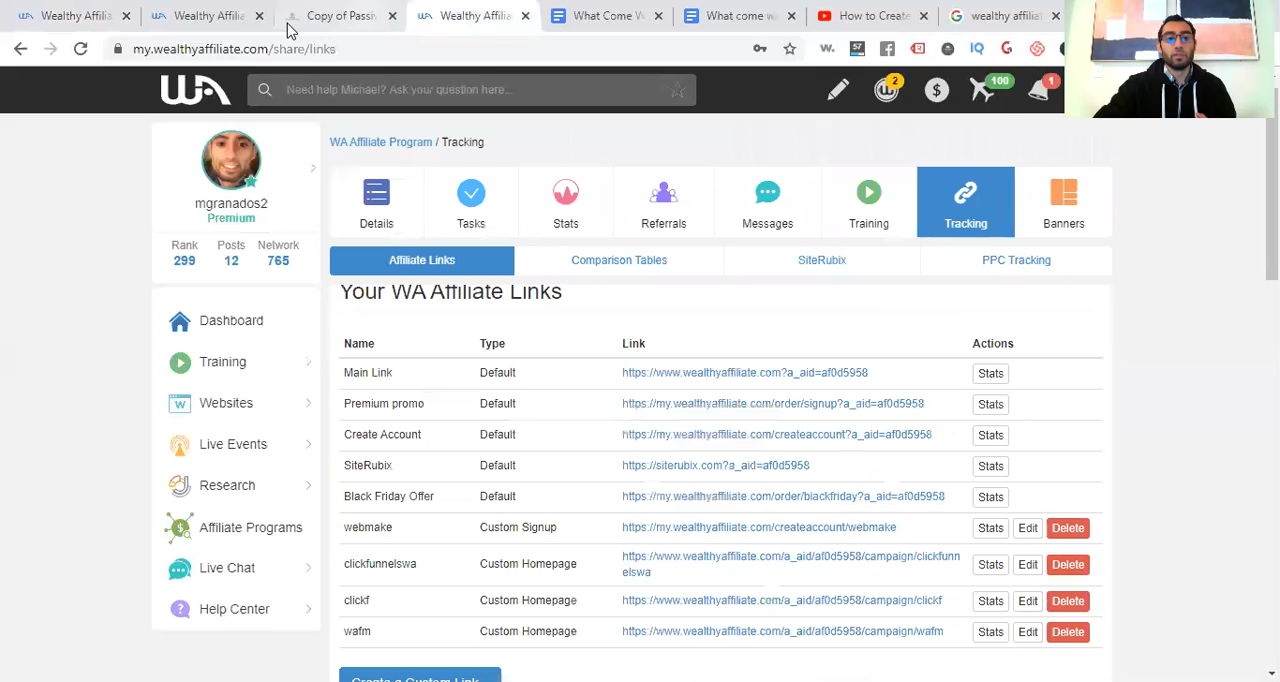 Wealthy Affilia
Wealthy Affilia
Copy of Passiv
Wealthy Affilia
What Come W
What come w
How to Create
wealthy affiliat
my.wealthyaffiliate.com/share/links
W.
57
IQ
G
WA
Need help Michael? Ask your question here...
2
$
100
1
mgranados2
Premium
Rank Posts Network
299 12 765
Dashboard
Training
Websites
Live Events
Research
Affiliate Programs
Live Chat
Help Center
WA Affiliate Program / Tracking
Details Tasks Stats Referrals Messages Training Tracking Banners
Affiliate Links Comparison Tables SiteRubix PPC Tracking
Your WA Affiliate Links
Name Type Link Actions
Main Link Default https://www.wealthyaffiliate.com?a_aid=af0d5958 Stats
Premium promo Default https://my.wealthyaffiliate.com/order/signup?a_aid=af0d5958 Stats
Create Account Default https://my.wealthyaffiliate.com/createaccount?a_aid=af0d5958 Stats
SiteRubix Default https://siterubix.com?a_aid=af0d5958 Stats
Black Friday Offer Default https://my.wealthyaffiliate.com/order/blackfriday?a_aid=af0d5958 Stats
webmake Custom Signup https://my.wealthyaffiliate.com/createaccount/webmake Stats Edit Delete
clickfunnelswa Custom Homepage https://www.wealthyaffiliate.com/a_aid/af0d5958/campaign/clickfunn
elswa Stats Edit Delete
clickf Custom Homepage https://www.wealthyaffiliate.com/a_aid/af0d5958/campaign/clickf Stats Edit Delete
wafm Custom Homepage https://www.wealthyaffiliate.com/a_aid/af0d5958/campaign/wafm Stats Edit Delete
Create a Custom Link